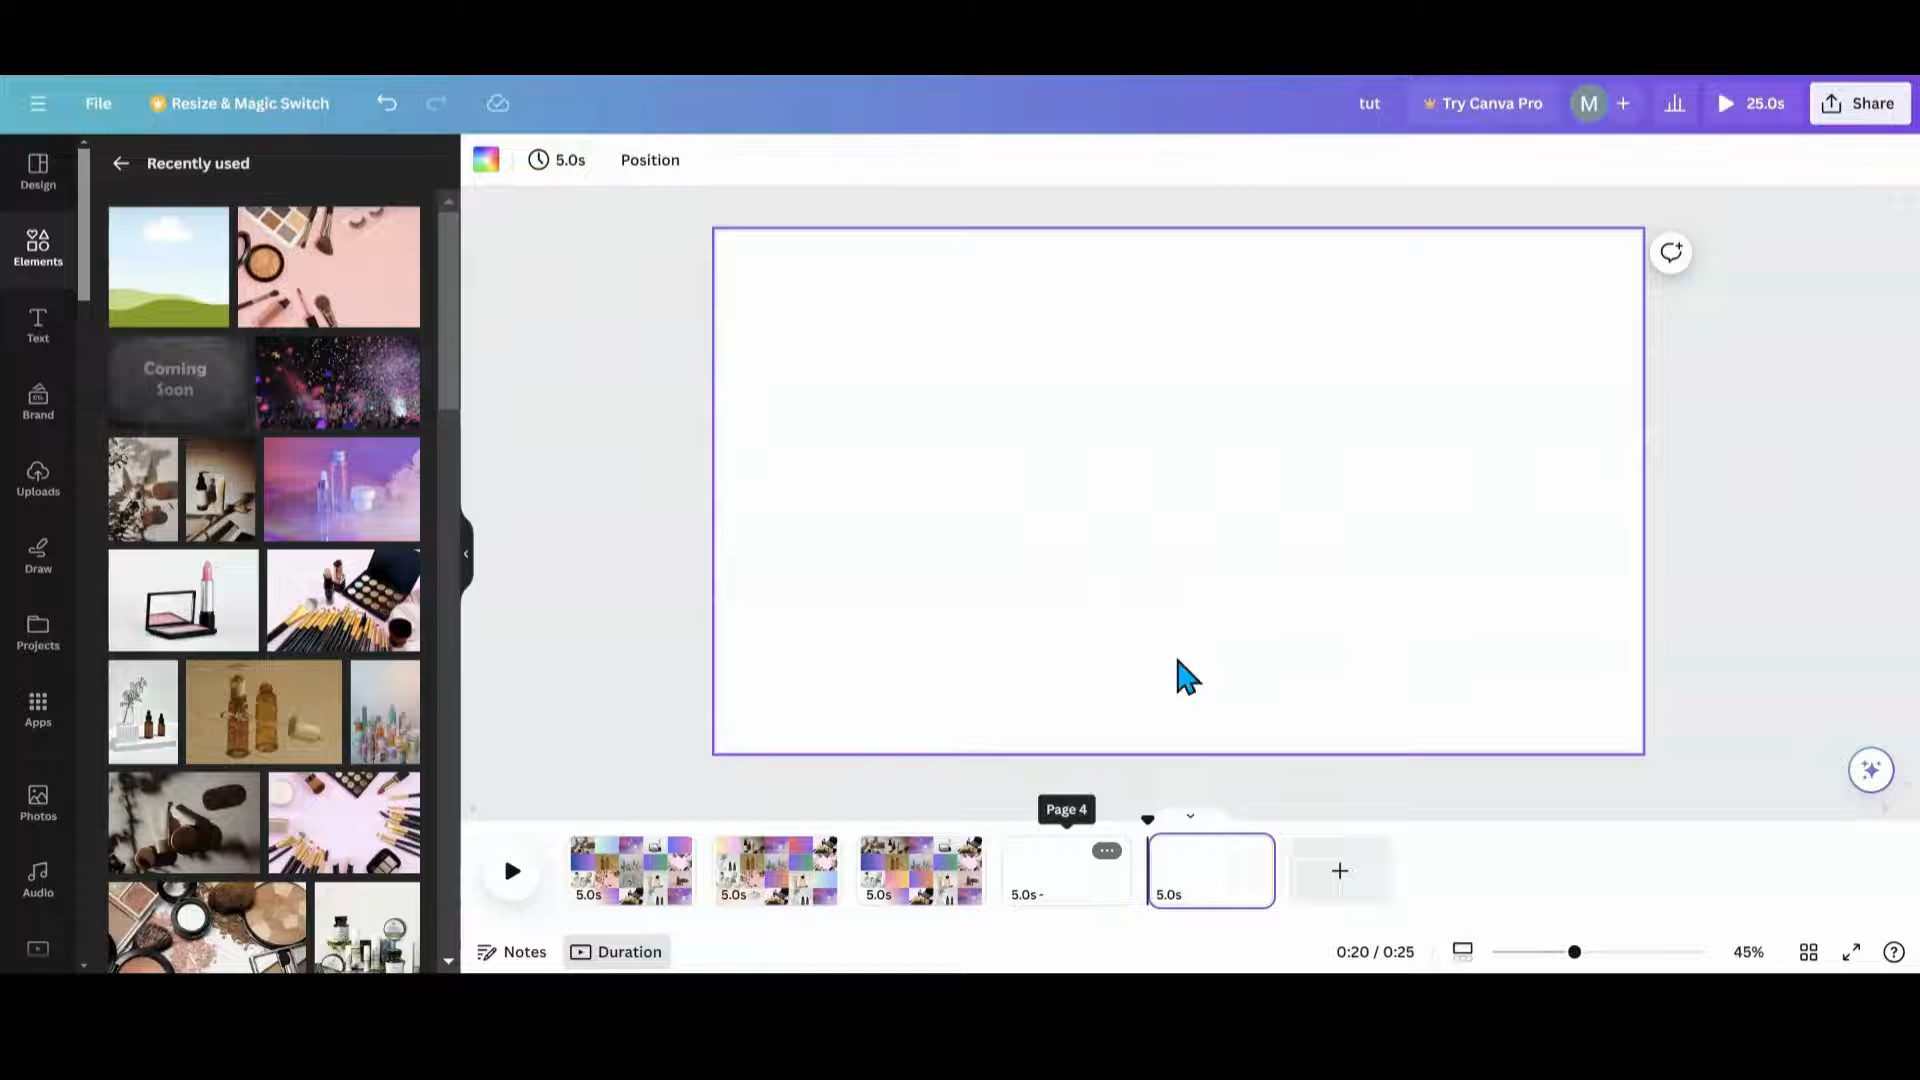 File
Resize & Magic Switch
tut
Try Canva Pro
M
25.0s
Share
Design
Elements
Text
Brand
Uploads
Draw
Projects
Apps
Photos
Audio
Recently used
Coming
Soon
5.0s
Position
Page 4
5.0s
5.0s
5.0s
5.0s -
5.0s
Notes
Duration
0:20 / 0:25
45%